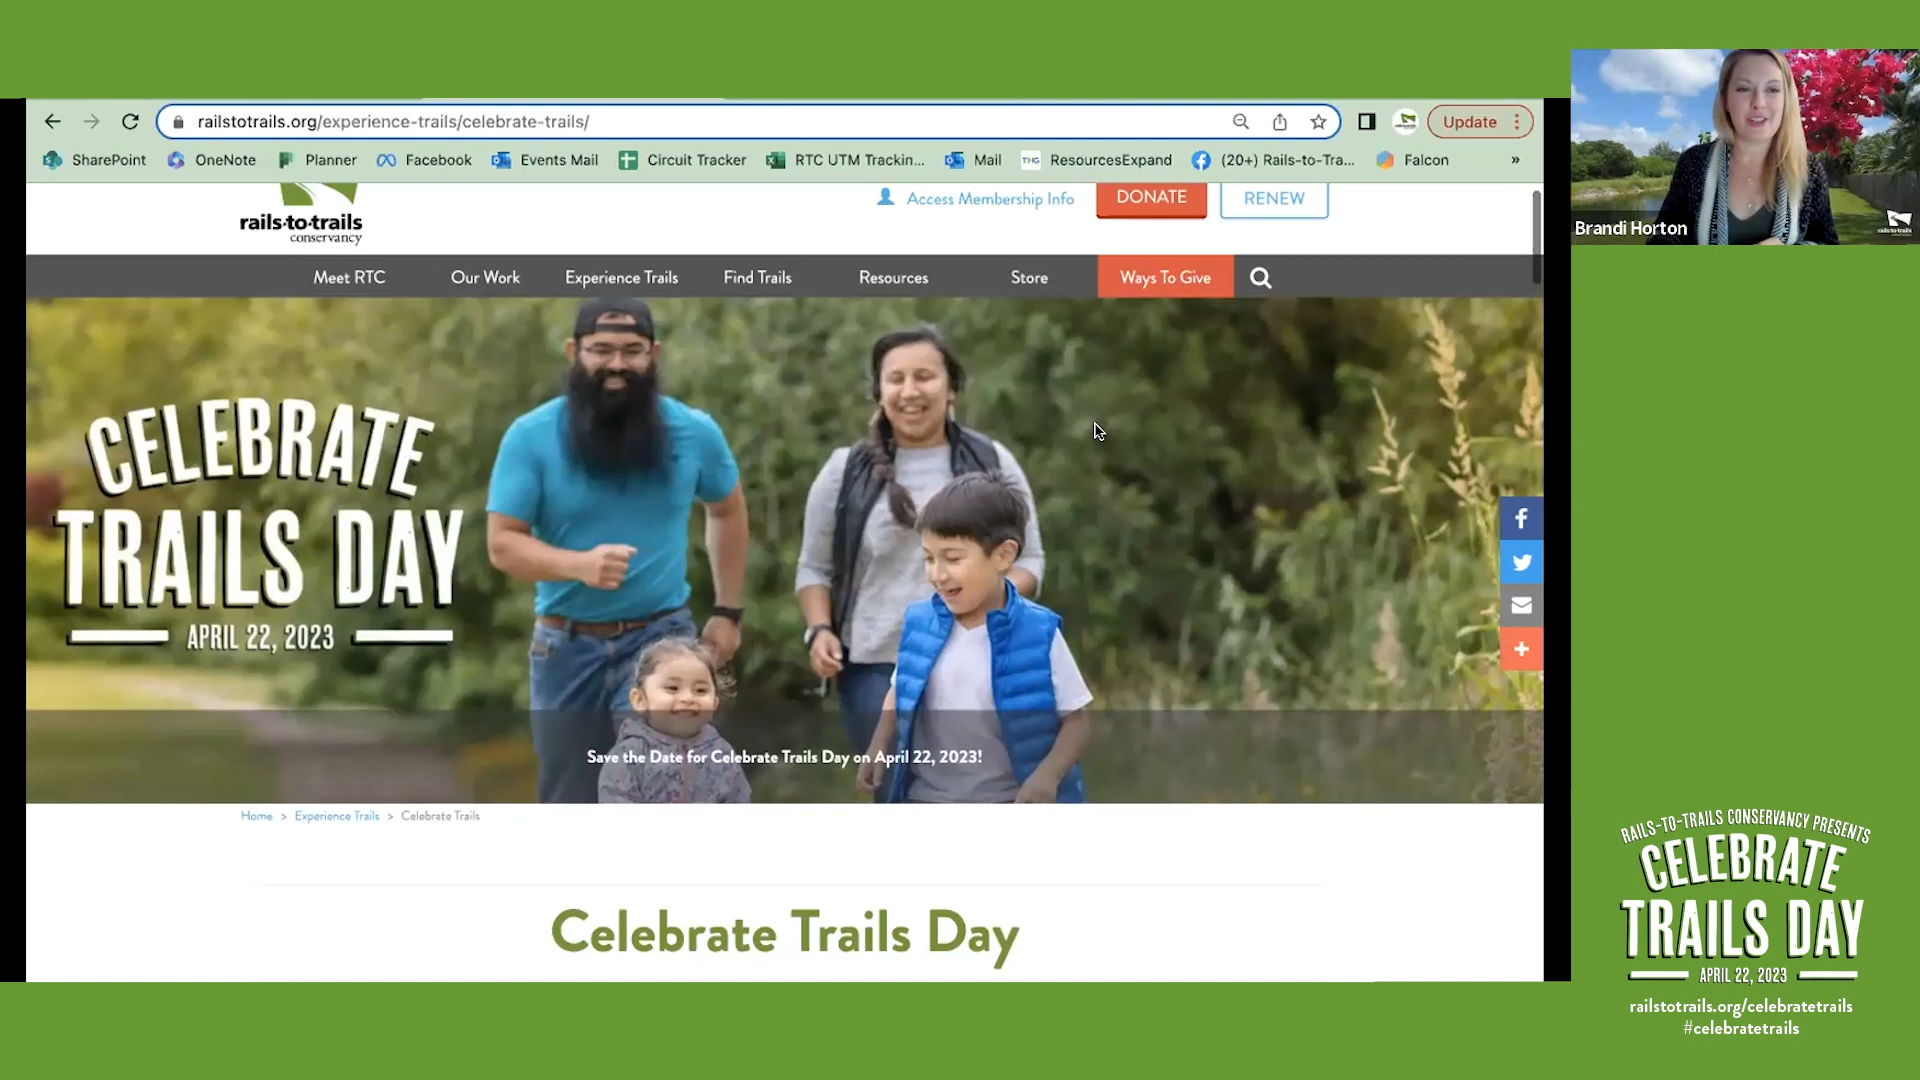 railstotrails.org/experience-trails/celebrate-trails/
Update
SharePoint
OneNote
Planner
Facebook
Events Mail
Circuit Tracker
RTC UTM Trackin...
Mail
THG
ResourcesExpand
(20+) Rails-to-Tra...
Falcon
»
rails-to-trails
conservancy
Access Membership Info
DONATE
RENEW
Meet RTC
Our Work
Experience Trails
Find Trails
Resources
Store
Ways To Give
CELEBRATE
TRAILS DAY
APRIL 22, 2023
Save the Date for Celebrate Trails Day on April 22, 2023!
Home > Experience Trails > Celebrate Trails
Celebrate Trails Day
Brandi Horton
rails-to-trails
RAILS-TO-TRAILS CONSERVANCY PRESENTS
CELEBRATE
TRAILS DAY
APRIL 22, 2023
railstotrails.org/celebratetrails
#celebratetrails